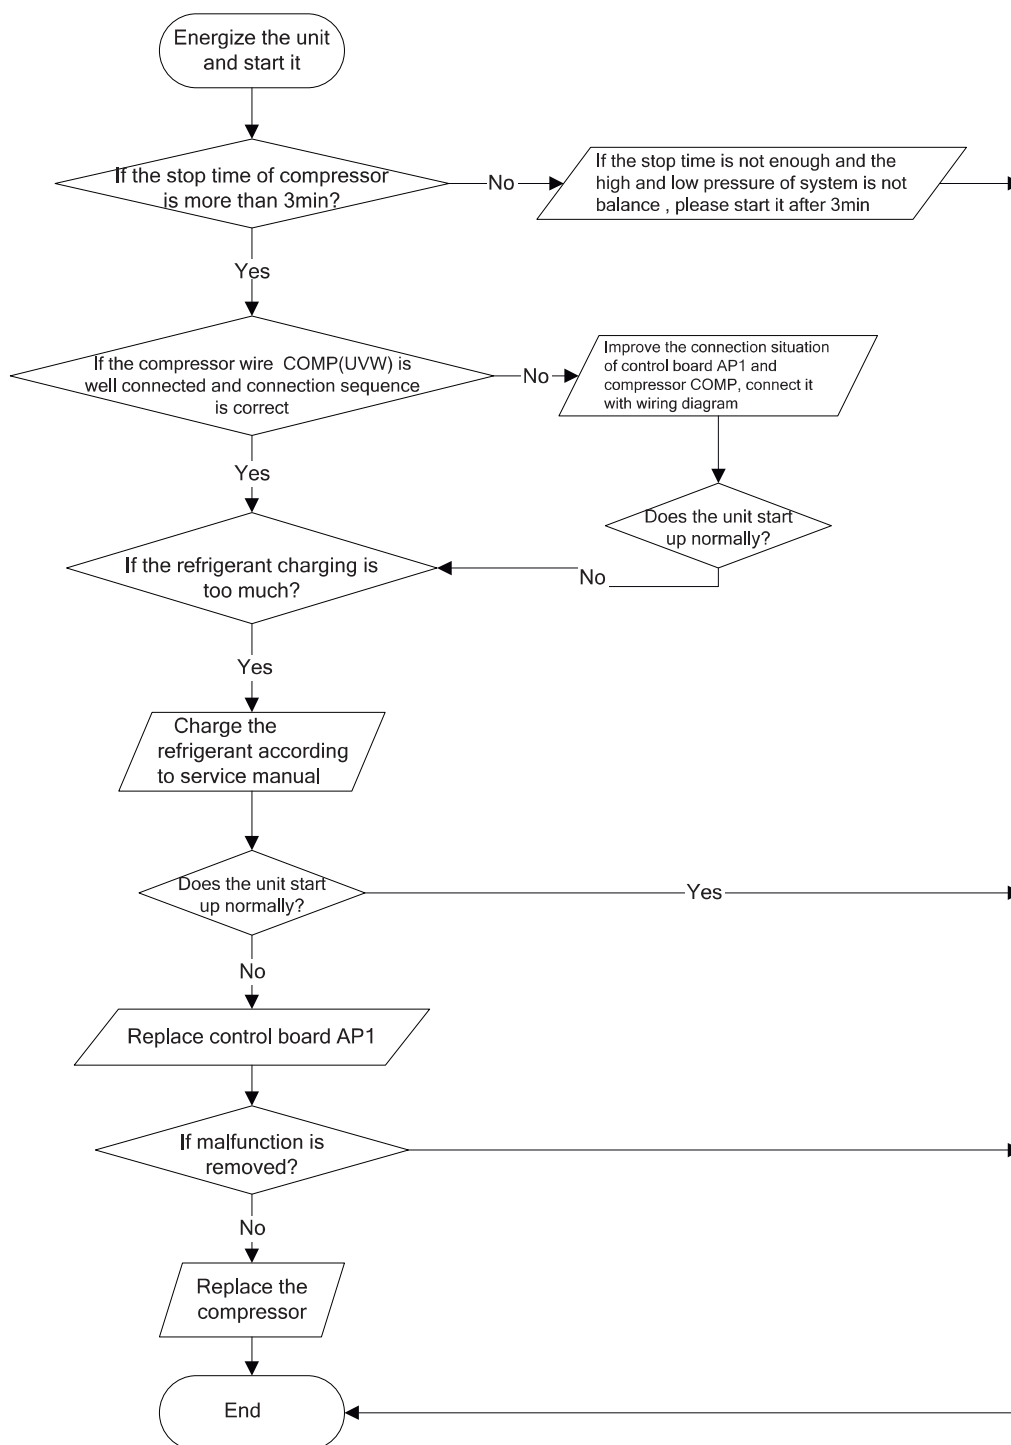 Energize the unit
and start it
If the stop time of compressor
is more than 3min?
No
If the stop time is not enough and the
high and low pressure of system is not
balance , please start it after 3min
Yes
If the compressor wire COMP(UVW) is
well connected and connection sequence
is correct
No
Improve the connection situation
of control board AP1 and
compressor COMP, connect it
with wiring diagram
Yes
Does the unit start
up normally?
If the refrigerant charging is
too much?
No
Yes
Charge the
refrigerant according
to service manual
Does the unit start
up normally?
Yes
No
Replace control board AP1
If malfunction is
removed?
No
Replace the
compressor
End